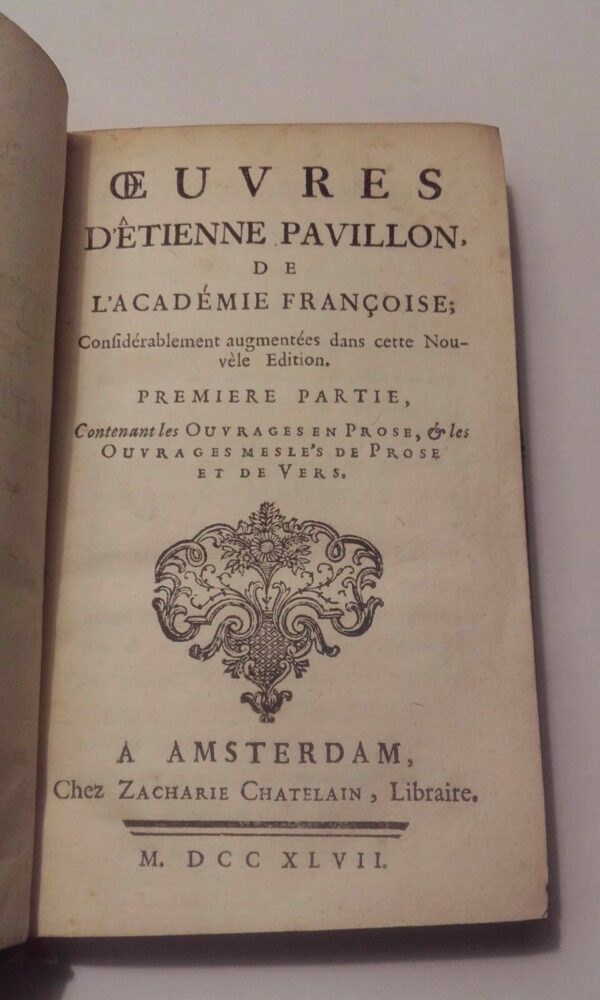 ŒUVRES
D'ÊTIENNE PAVILLON,
DE
L'ACADÉMIE FRANÇOISE;
Conſidérablement augmentées dans cette Nou-
vèle Edition.
PREMIERE PARTIE,
Contenant les OUVRAGES EN PROSE, & les
OUVRAGES MESLE'S DE PROSE
ET DE VERS.
A AMSTERDAM,
Chez ZACHARIE CHATELAIN, Libraire.
M. DCC XLVII.